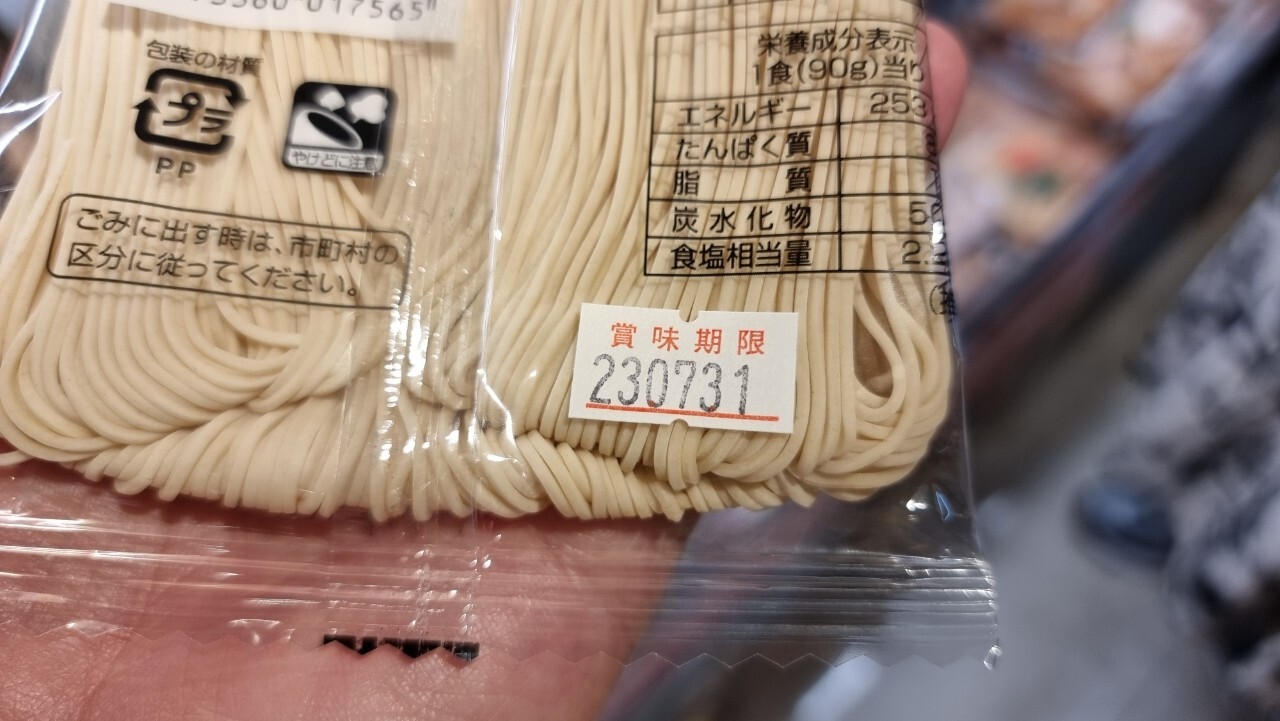 包装の材質
プラ
PP
やけどに注意
ごみに出す時は、市町村の
区分に従ってください。
栄養成分表示
1食(90g)当り
エネルギー 253
たんぱく質
脂質
炭水化物
食塩相当量 2.
賞味期限
230731